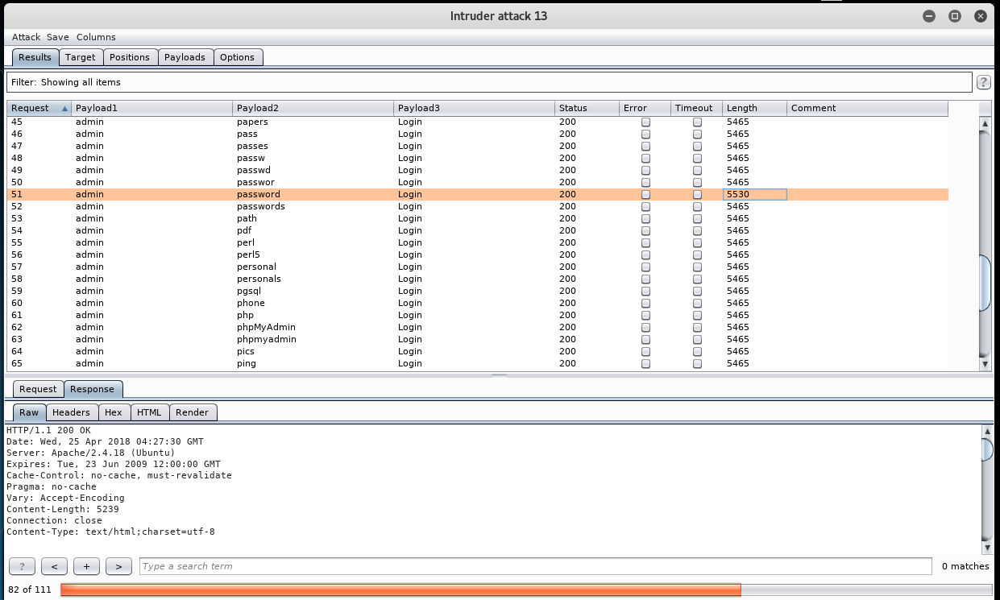 Intruder attack 13
Attack Save Columns
Results Target Positions Payloads Options
Filter: Showing all items ?
Request Payload1 Payload2 Payload3 Status Error Timeout Length Comment
45 admin papers Login 200 5465
46 admin pass Login 200 5465
47 admin passes Login 200 5465
48 admin passw Login 200 5465
49 admin passwd Login 200 5465
50 admin passwor Login 200 5465
51 admin password Login 200 5530
52 admin passwords Login 200 5465
53 admin path Login 200 5465
54 admin pdf Login 200 5465
55 admin perl Login 200 5465
56 admin perl5 Login 200 5465
57 admin personal Login 200 5465
58 admin personals Login 200 5465
59 admin pgsql Login 200 5465
60 admin phone Login 200 5465
61 admin php Login 200 5465
62 admin phpMyAdmin Login 200 5465
63 admin phpmyadmin Login 200 5465
64 admin pics Login 200 5465
65 admin ping Login 200 5465
Request Response
Raw Headers Hex HTML Render
HTTP/1.1 200 OK
Date: Wed, 25 Apr 2018 04:27:30 GMT
Server: Apache/2.4.18 (Ubuntu)
Expires: Tue, 23 Jun 2009 12:00:00 GMT
Cache-Control: no-cache, must-revalidate
Pragma: no-cache
Vary: Accept-Encoding
Content-Length: 5239
Connection: close
Content-Type: text/html;charset=utf-8
? < + > Type a search term 0 matches
82 of 111